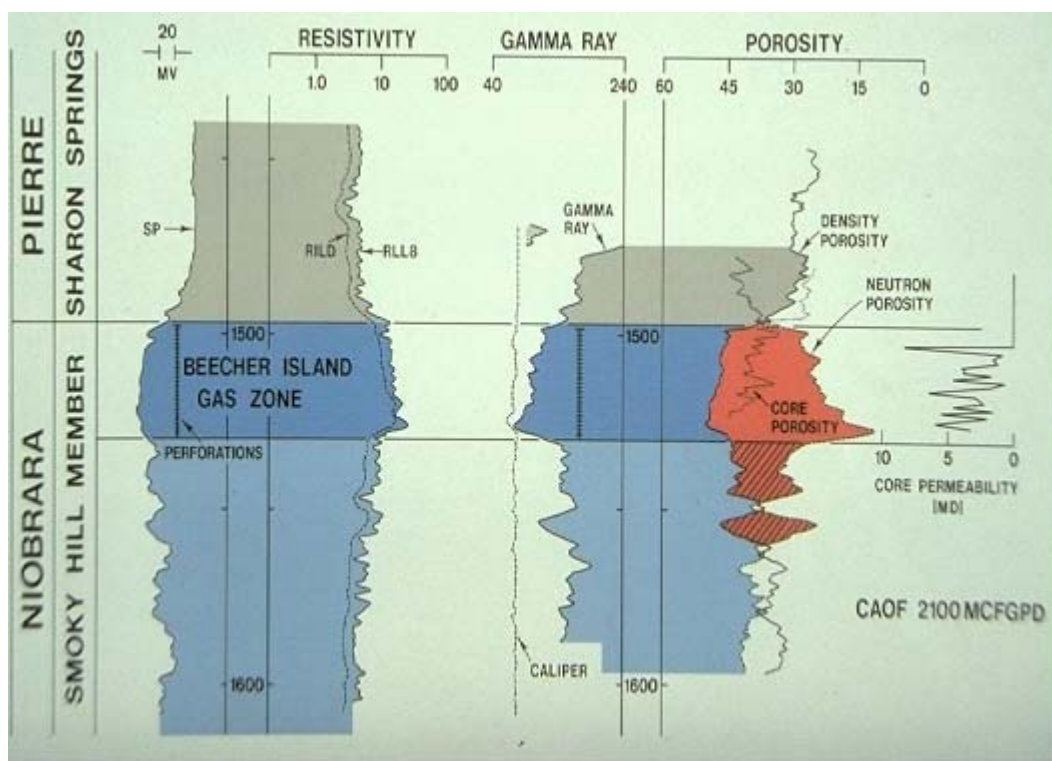 PIERRE
SHARON SPRINGS
NIOBRARA
SMOKY HILL MEMBER
20
MV
RESISTIVITY
1.0 10 100
GAMMA RAY
40 240
POROSITY
60 45 30 15 0
SP
RILD
RLL8
GAMMA
RAY
DENSITY
POROSITY
NEUTRON
POROSITY
1500
1500
BEECHER ISLAND
GAS ZONE
PERFORATIONS
CORE
POROSITY
10 5 0
CORE PERMEABILITY
[MD]
CAOF 2100 MCFGPD
CALIPER
1600
1600